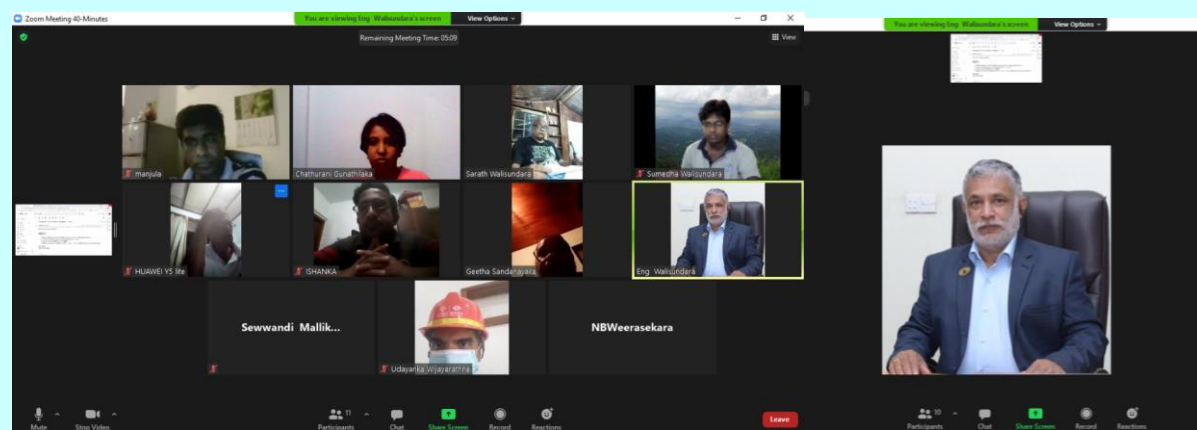 Zoom Meeting 40-Minutes
You are viewing Eng Walisundara's screen
View Options
Remaining Meeting Time: 05:09
View
manjula
Chathurani Gunathilaka
Sarath Walisundara
Sumedha Walisundara
HUAWEI Y5 lite
ISHANKA
Geetha Sandanayaka
Eng Walisundara
Sewwandi Mallik...
Udayanka Wijayarathna
NBWeerasekara
Mute
Stop Video
11
Participants
Chat
Share Screen
Record
Reactions
Leave
You are viewing Eng Walisundara's screen
View Options
10
Participants
Chat
Share Screen
Record
Reactions